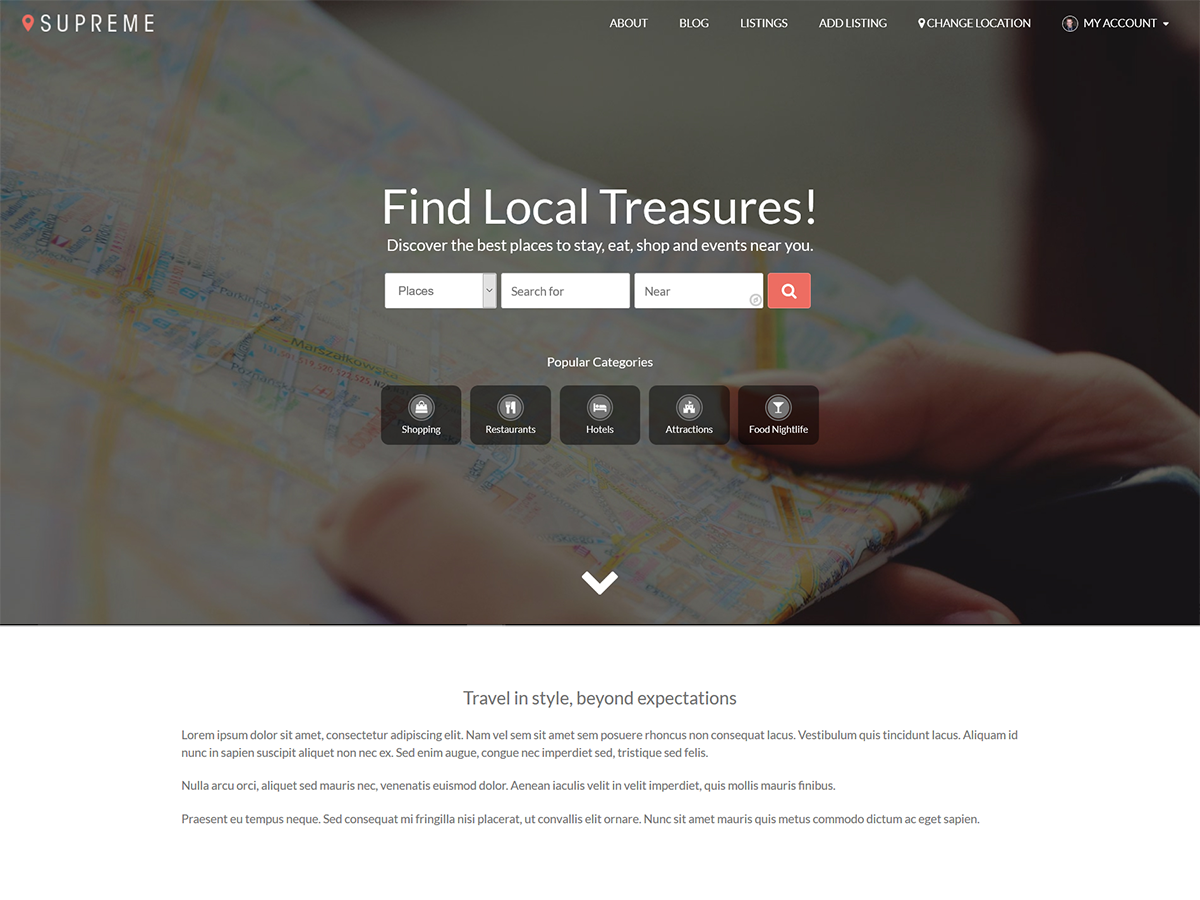 SUPREME
ABOUT BLOG LISTINGS ADD LISTING CHANGE LOCATION MY ACCOUNT
Find Local Treasures!
Discover the best places to stay, eat, shop and events near you.
Places Search for Near
Marszałkowska
Popular Categories
Shopping Restaurants Hotels Attractions Food Nightlife
Travel in style, beyond expectations
Lorem ipsum dolor sit amet, consectetur adipiscing elit. Nam vel sem sit amet sem posuere rhoncus non consequat lacus. Vestibulum quis tincidunt lacus. Aliquam id
nunc in sapien suscipit aliquet non nec ex. Sed enim augue, congue nec imperdiet sed, tristique sed felis.
Nulla arcu orci, aliquet sed mauris nec, venenatis euismod dolor. Aenean iaculis velit in velit imperdiet, quis mollis mauris finibus.
Praesent eu tempus neque. Sed consequat mi fringilla nisi placerat, ut convallis elit ornare. Nunc sit amet mauris quis metus commodo dictum ac eget sapien.